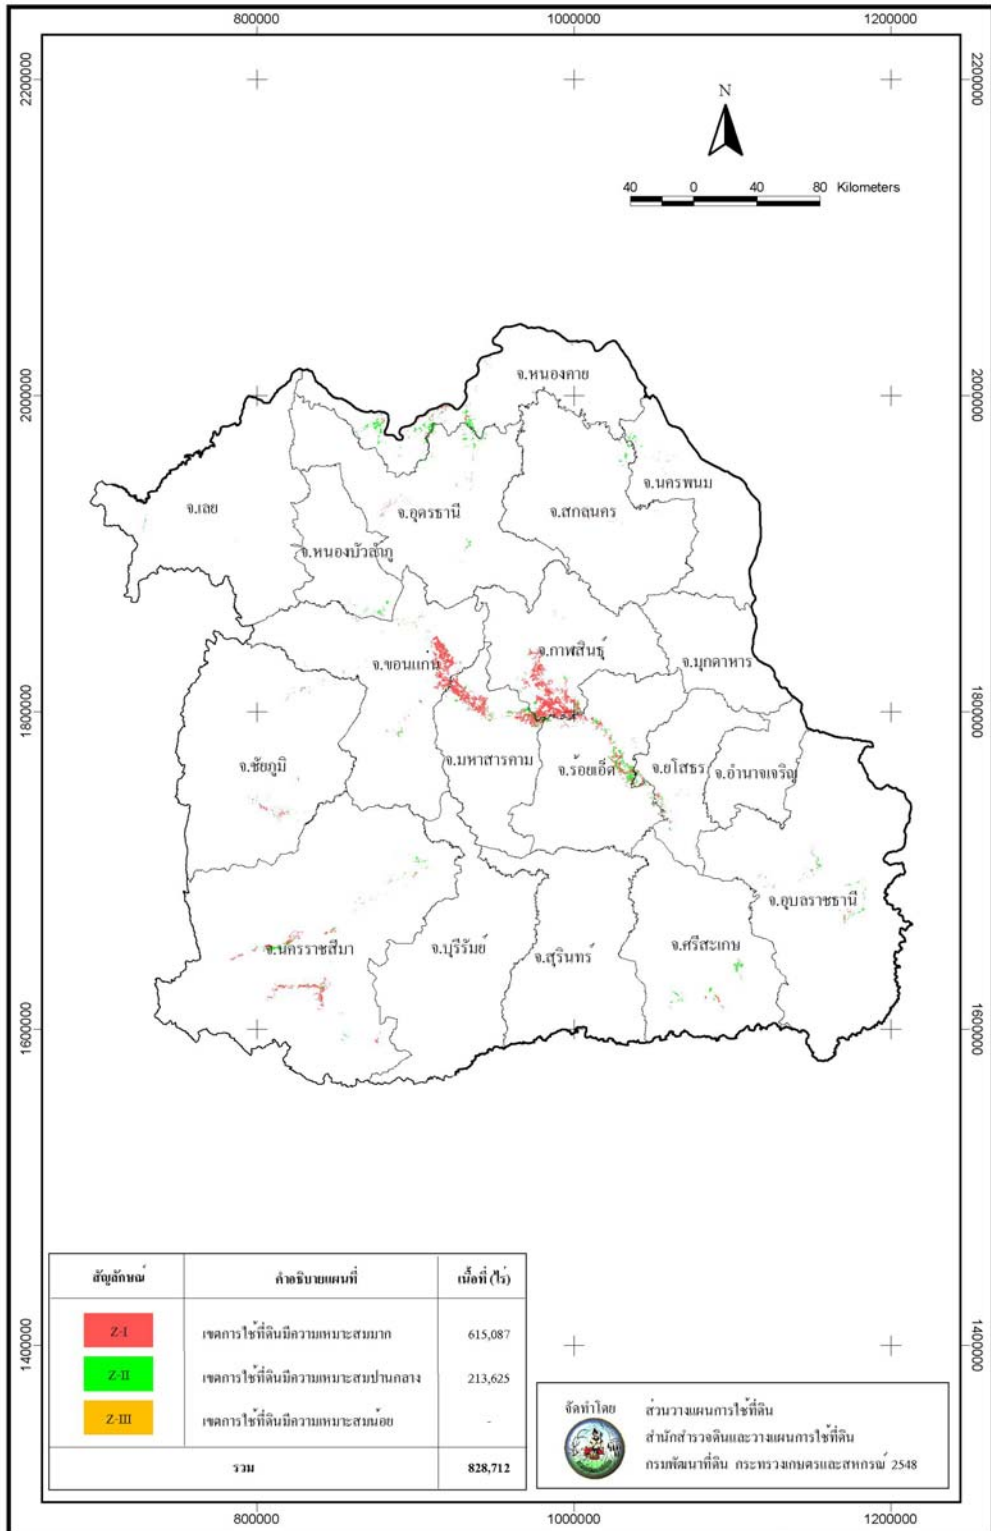 800000 1000000 1200000
2200000 2200000
N
40 0 40 80 Kilometers
จ.หนองคาย
2000000 2000000
จ.นครพนม
จ.เลย
จ.อุดรธานี
จ.สกลนคร
จ.หนองบัวลำภู
จ.กาฬสินธุ์
จ.ขอนแก่น
จ.มุกดาหาร
1800000 1800000
จ.ชัยภูมิ
จ.มหาสารคาม
จ.ร้อยเอ็ด
จ.ยโสธร
จ.อำนาจเจริญ
จ.อุบลราชธานี
จ.นครราชสีมา
จ.บุรีรัมย์
จ.สุรินทร์
จ.ศรีสะเกษ
1600000 1600000
1400000 1400000
สัญลักษณ์ คำอธิบายแผนที่ เนื้อที่ (ไร่)
Z-I เขตการใช้ที่ดินมีความเหมาะสมมาก 615,087
Z-II เขตการใช้ที่ดินมีความเหมาะสมปานกลาง 213,625
Z-III เขตการใช้ที่ดินมีความเหมาะสมน้อย -
รวม 828,712
จัดทำโดย ส่วนวางแผนการใช้ที่ดิน
สำนักสำรวจดินและวางแผนการใช้ที่ดิน
กรมพัฒนาที่ดิน กระทรวงเกษตรและสหกรณ์ 2548
800000 1000000 1200000